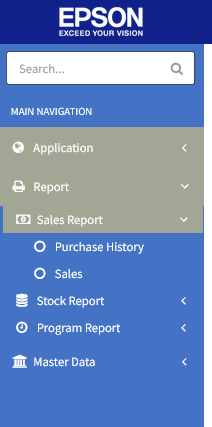 EPSON
EXCEED YOUR VISION
Search...
MAIN NAVIGATION
Application
Report
Sales Report
Purchase History
Sales
Stock Report
Program Report
Master Data